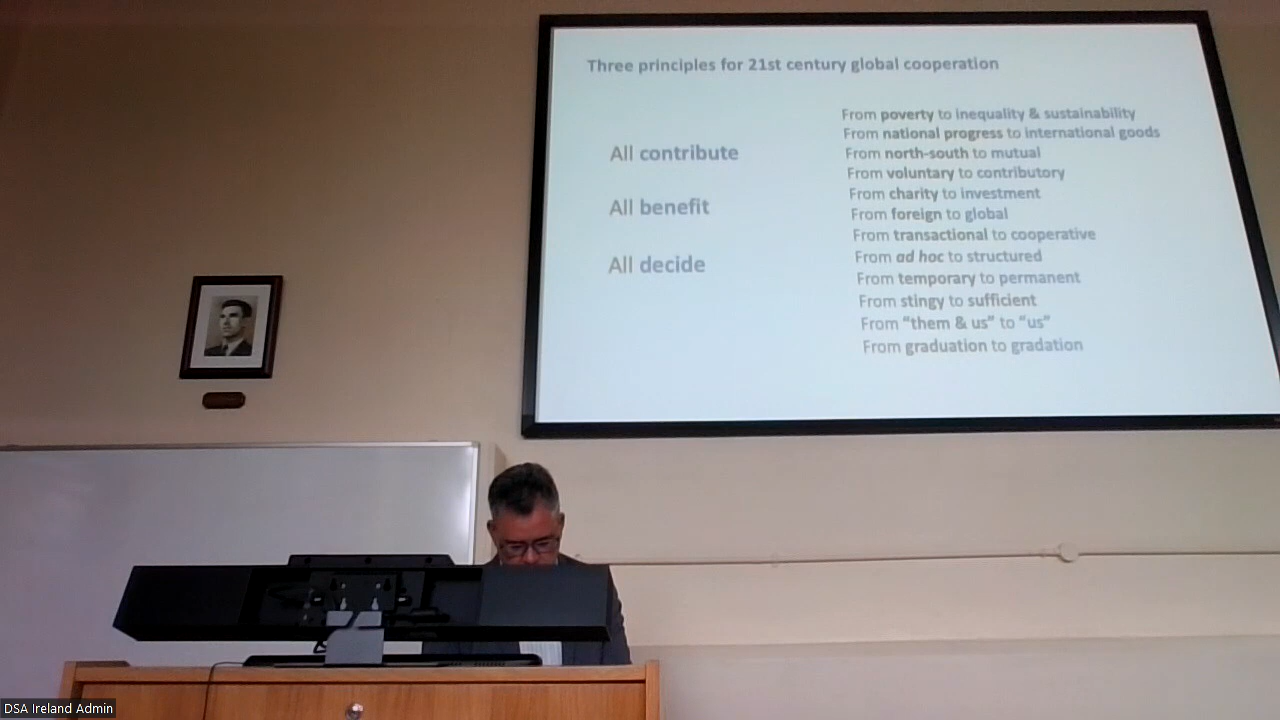 Three principles for 21st century global cooperation
All contribute
All benefit
All decide
From poverty to inequality & sustainability
From national progress to international goods
From north-south to mutual
From voluntary to contributory
From charity to investment
From foreign to global
From transactional to cooperative
From ad hoc to structured
From temporary to permanent
From stingy to sufficient
From “them & us” to “us”
From graduation to gradation
DSA Ireland Admin